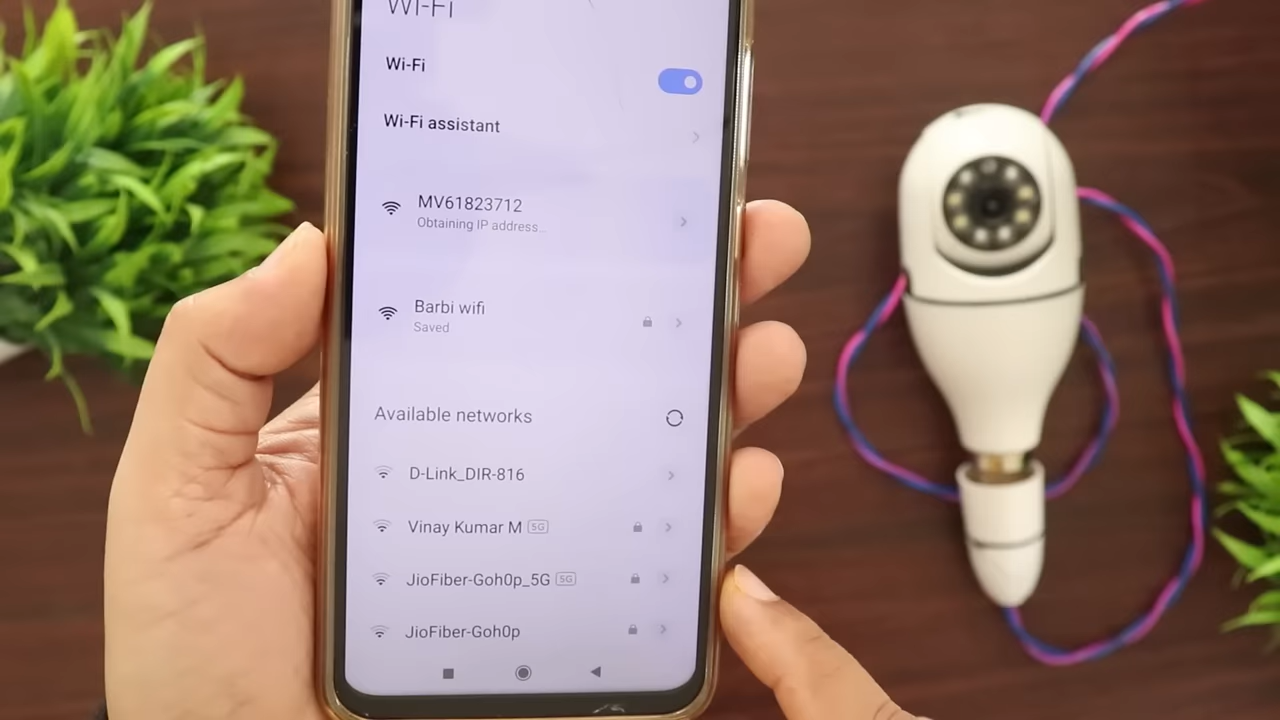 Wi-Fi
Wi-Fi
Wi-Fi assistant
MV61823712
Obtaining IP address...
Barbi wifi
Saved
Available networks
D-Link_DIR-816
Vinay Kumar M 5G
JioFiber-Goh0p_5G 5G
JioFiber-Goh0p